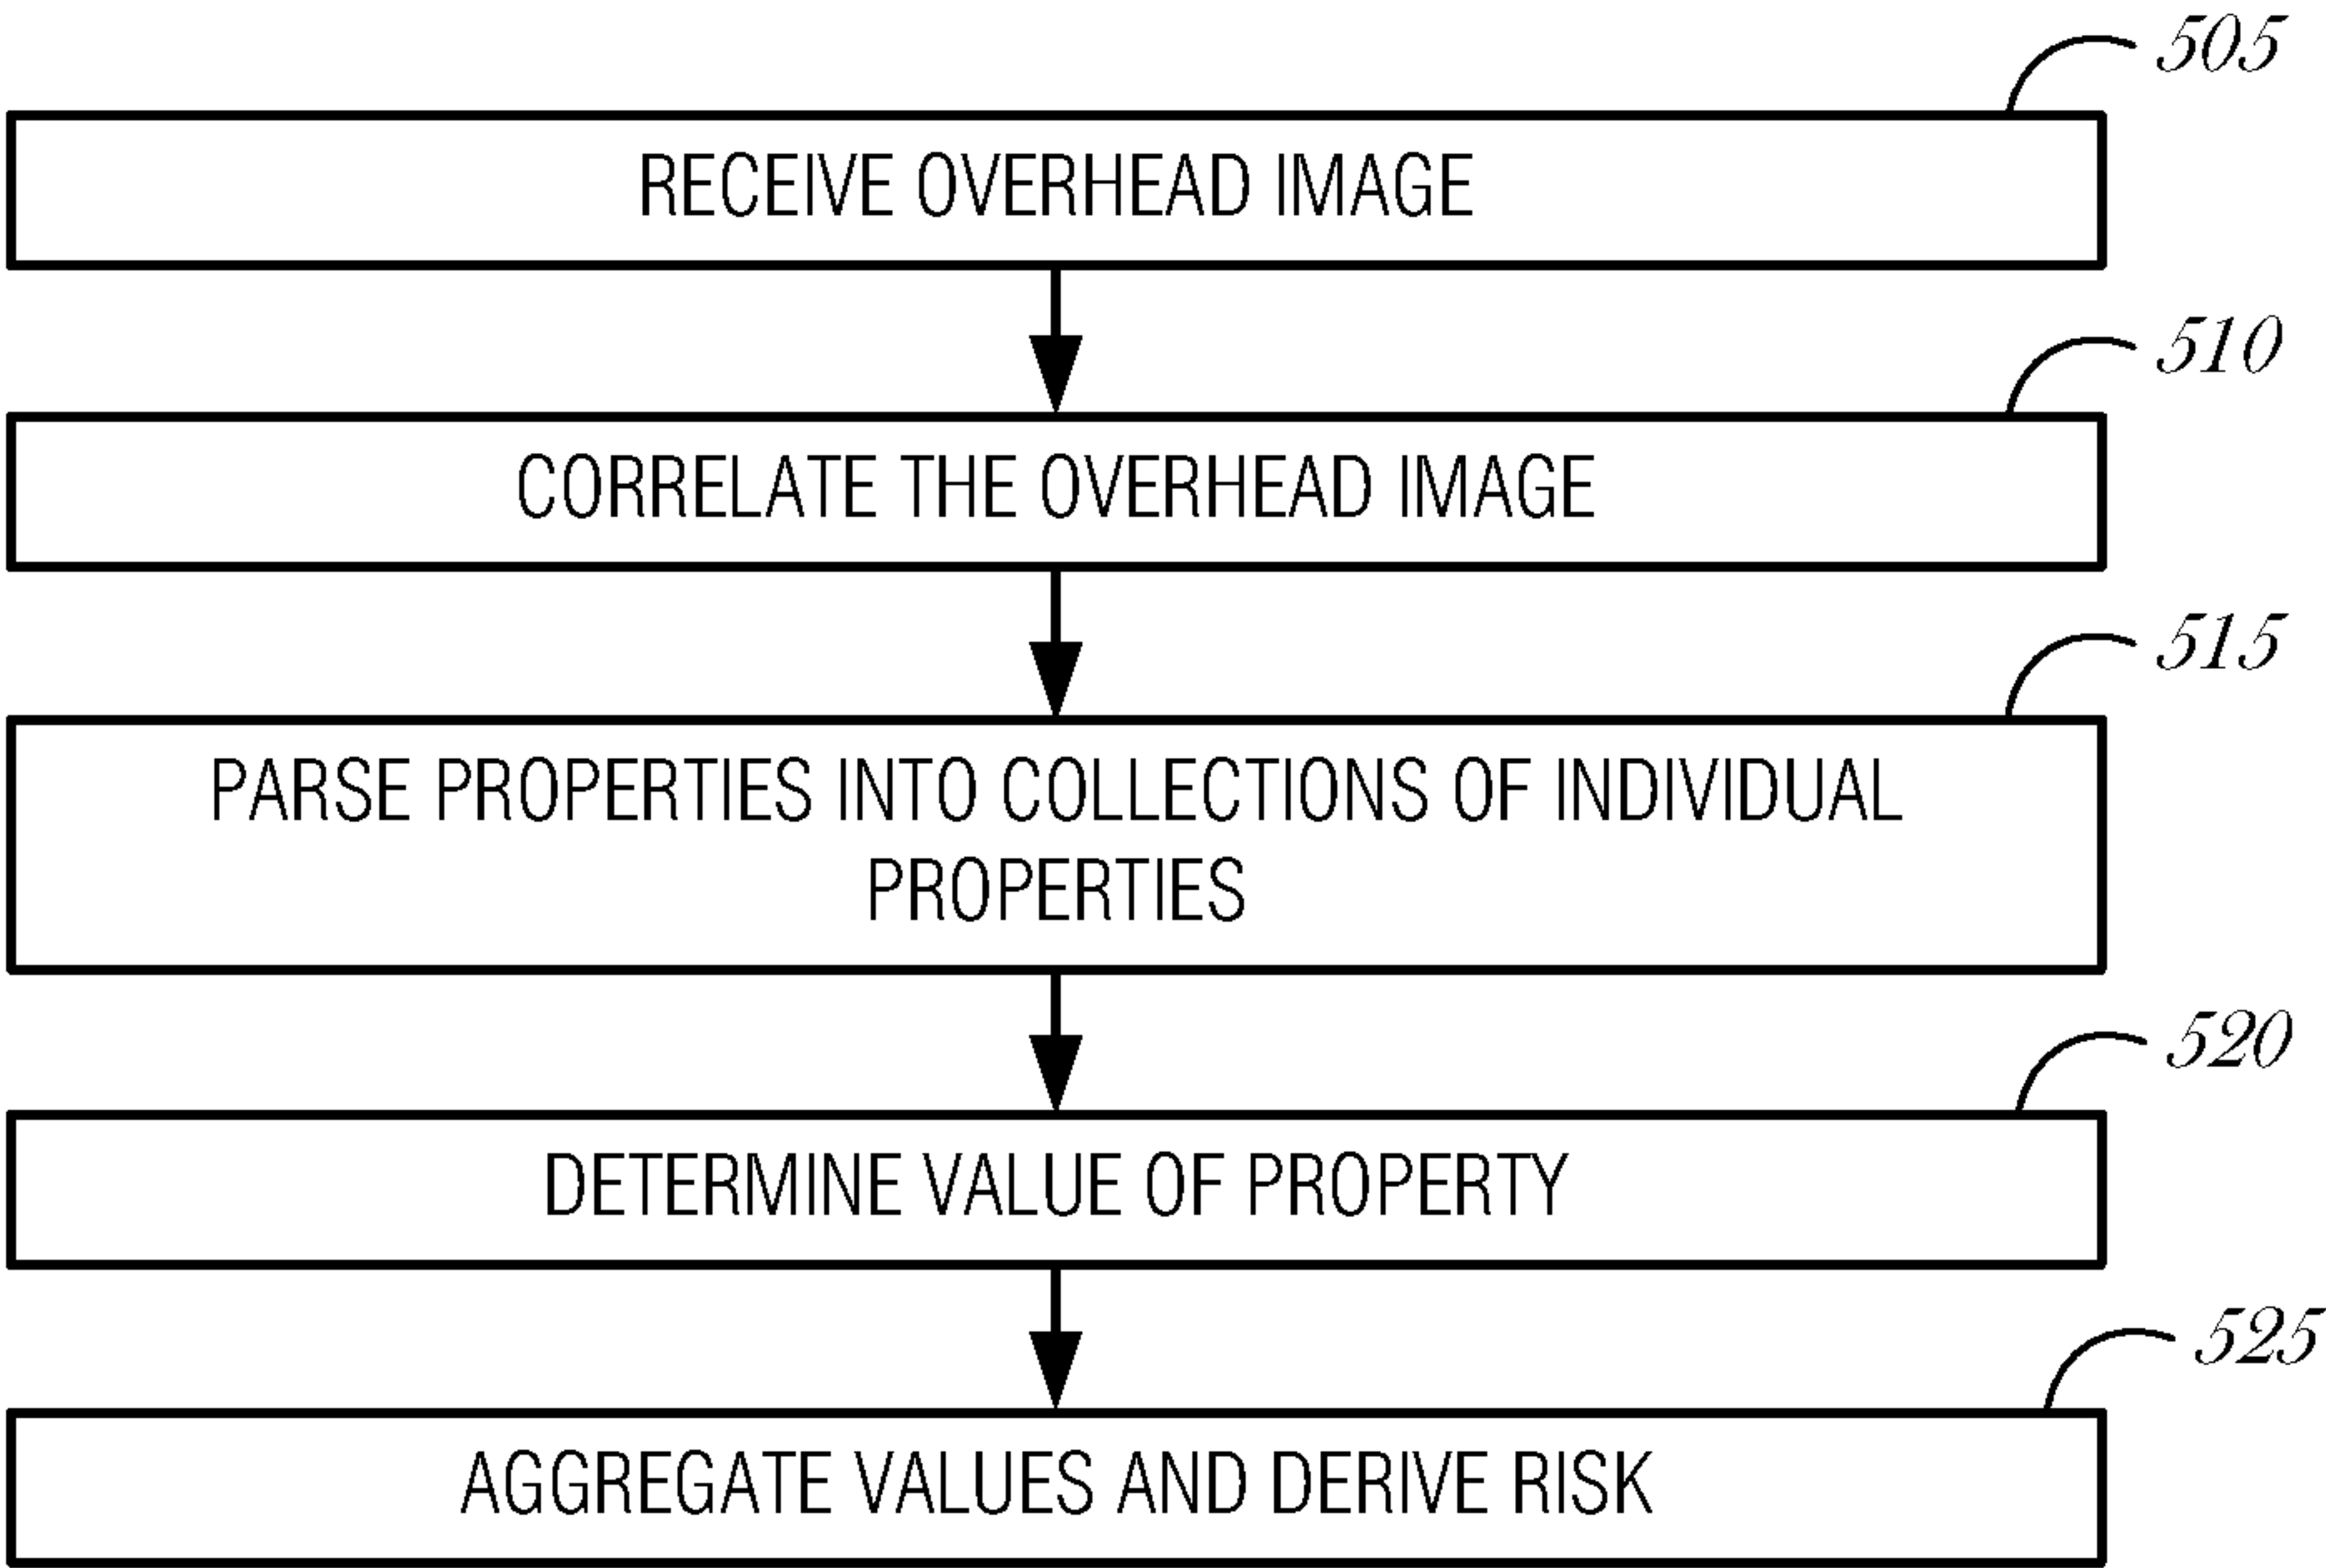 505
RECEIVE OVERHEAD IMAGE
510
CORRELATE THE OVERHEAD IMAGE
515
PARSE PROPERTIES INTO COLLECTIONS OF INDIVIDUAL
PROPERTIES
520
DETERMINE VALUE OF PROPERTY
525
AGGREGATE VALUES AND DERIVE RISK